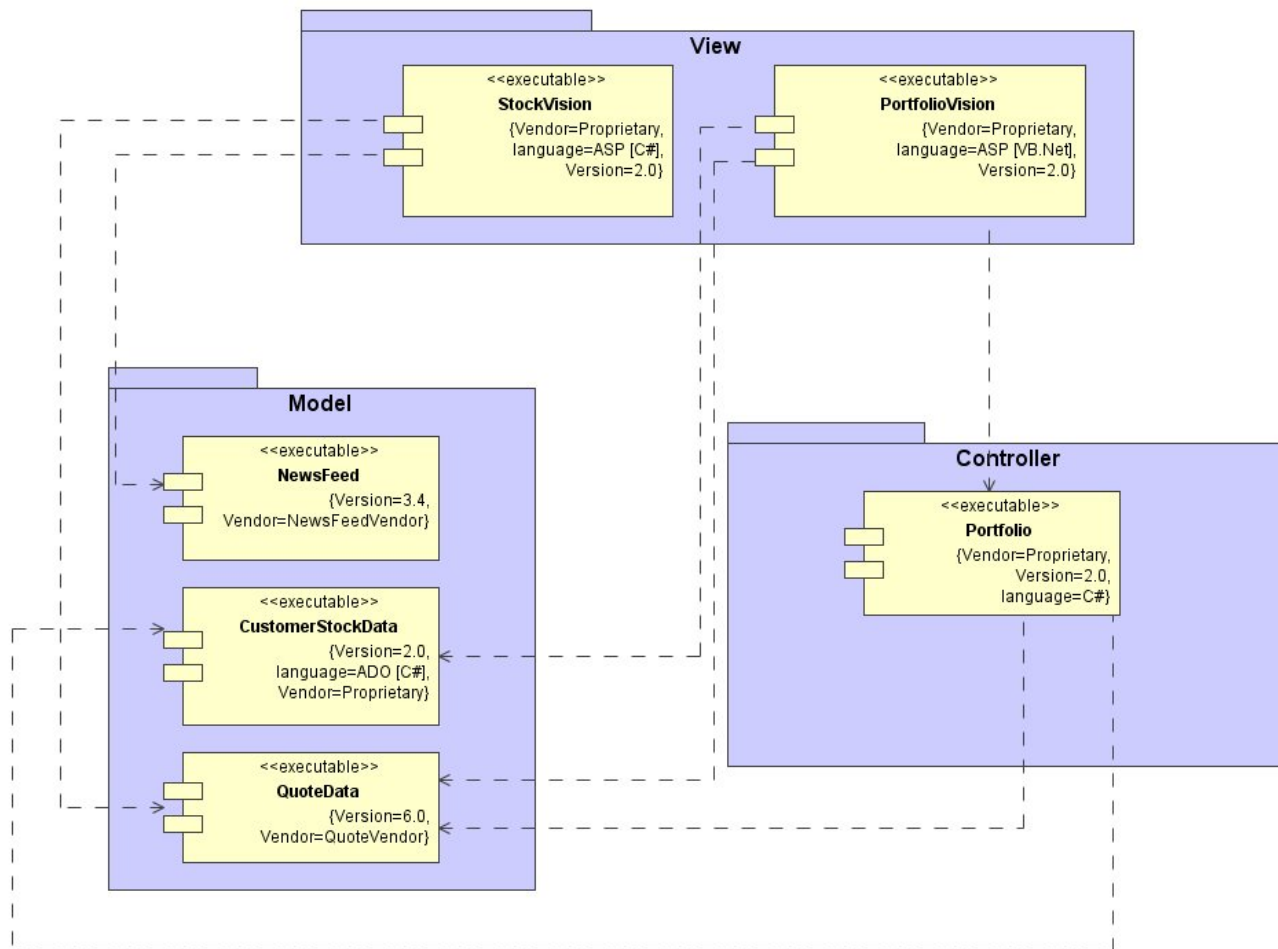 View
<<executable>>
StockVision
{Vendor=Proprietary,
language=ASP [C#],
Version=2.0}
<<executable>>
PortfolioVision
{Vendor=Proprietary,
language=ASP [VB.Net],
Version=2.0}
Model
<<executable>>
NewsFeed
{Version=3.4,
Vendor=NewsFeedVendor}
<<executable>>
CustomerStockData
{Version=2.0,
language=ADO [C#],
Vendor=Proprietary}
<<executable>>
QuoteData
{Version=6.0,
Vendor=QuoteVendor}
Controller
<<executable>>
Portfolio
{Vendor=Proprietary,
Version=2.0,
language=C#}